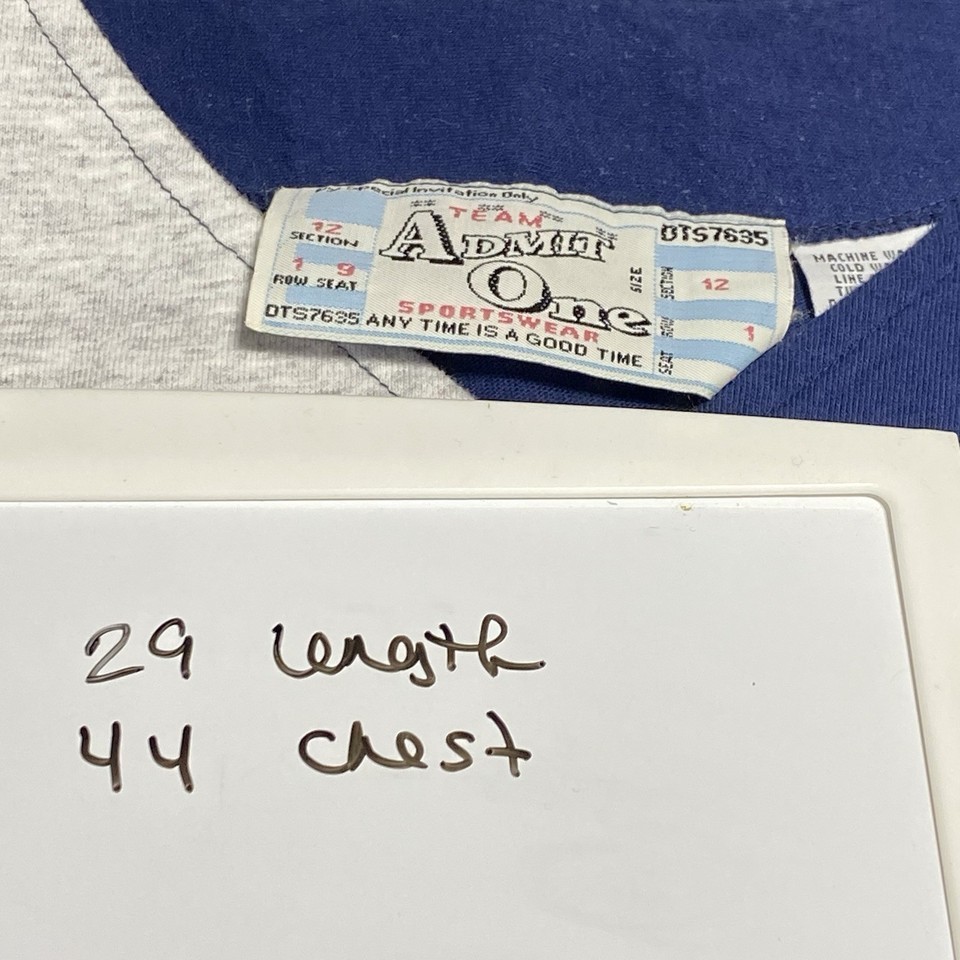 By Special Invitation Only
TEAM
ADMIT
One
SPORTSWEAR
ANY TIME IS A GOOD TIME
12
SECTION
1 9
ROW SEAT
DTS7635
SIZE
DTS7635
SECTION 12
ROW 1
SEAT
MACHINE
COLD
LIKE
29 length
44 chest